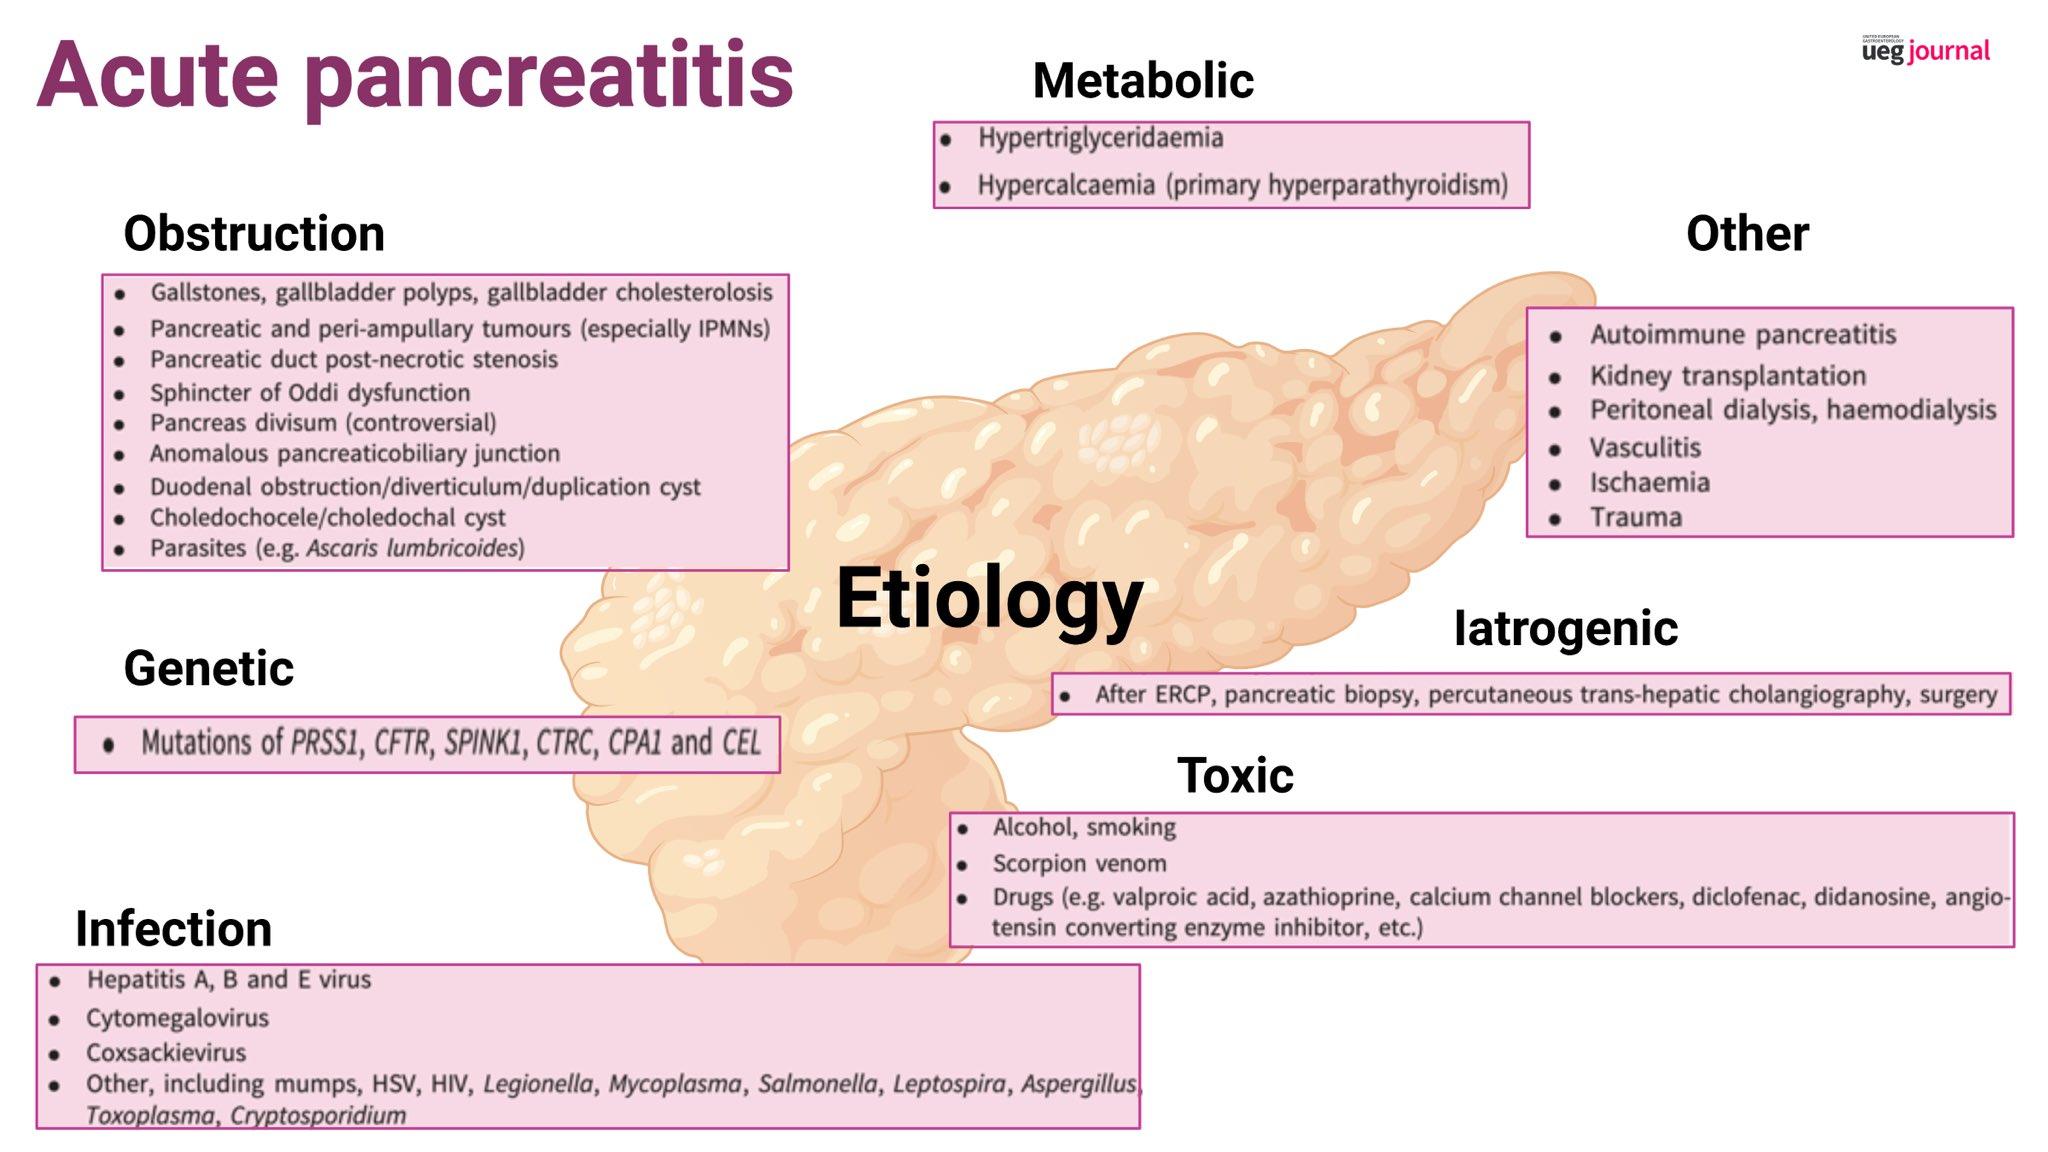 Acute pancreatitis
UNITED EUROPEAN
GASTROENTEROLOGY
ueg journal
Metabolic
● Hypertriglyceridaemia
● Hypercalcaemia (primary hyperparathyroidism)
Obstruction
● Gallstones, gallbladder polyps, gallbladder cholesterolosis
● Pancreatic and peri-ampullary tumours (especially IPMNs)
● Pancreatic duct post-necrotic stenosis
● Sphincter of Oddi dysfunction
● Pancreas divisum (controversial)
● Anomalous pancreaticobiliary junction
● Duodenal obstruction/diverticulum/duplication cyst
● Choledochocele/choledochal cyst
● Parasites (e.g. Ascaris lumbricoides)
Other
● Autoimmune pancreatitis
● Kidney transplantation
● Peritoneal dialysis, haemodialysis
● Vasculitis
● Ischaemia
● Trauma
Etiology
Genetic
● Mutations of PRSS1, CFTR, SPINK1, CTRC, CPA1 and CEL
Iatrogenic
● After ERCP, pancreatic biopsy, percutaneous trans-hepatic cholangiography, surgery
Toxic
● Alcohol, smoking
● Scorpion venom
● Drugs (e.g. valproic acid, azathioprine, calcium channel blockers, diclofenac, didanosine, angio-
tensin converting enzyme inhibitor, etc.)
Infection
● Hepatitis A, B and E virus
● Cytomegalovirus
● Coxsackievirus
● Other, including mumps, HSV, HIV, Legionella, Mycoplasma, Salmonella, Leptospira, Aspergillus,
Toxoplasma, Cryptosporidium